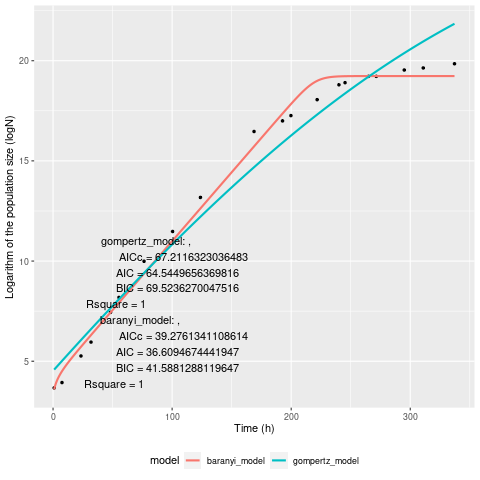 Logarithm of the population size (logN)
20
15
10
5
gompertz_model: ,
AICc = 67.2116323036483
AIC = 64.5449656369816
BIC = 69.5236270047516
Rsquare = 1
baranyi_model: ,
AICc = 39.2761341108614
AIC = 36.6094674441947
BIC = 41.5881288119647
Rsquare = 1
0 100 200 300
Time (h)
model baranyi_model gompertz_model